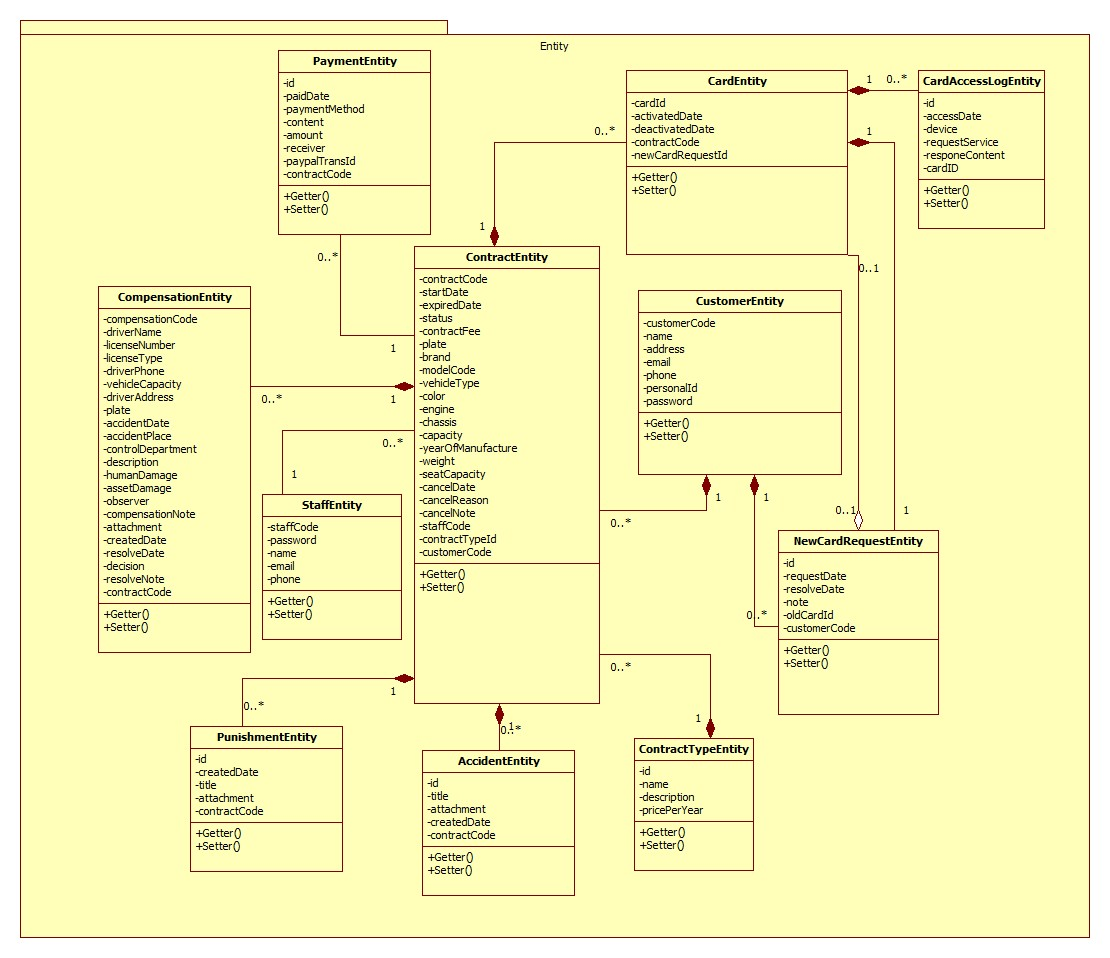 Entity
PaymentEntity
-id
-paidDate
-paymentMethod
-content
-amount
-receiver
-paypalTransId
-contractCode
+Getter()
+Setter()
CardEntity
-cardId
-activatedDate
-deactivatedDate
-contractCode
-newCardRequestId
+Getter()
+Setter()
1
0..*
CardAccessLogEntity
-id
-accessDate
-device
-requestService
-responeContent
-cardID
+Getter()
+Setter()
0..*
1
1
0..*
1
0..1
0..1
1
ContractEntity
-contractCode
-startDate
-expiredDate
-status
-contractFee
-plate
-brand
-modelCode
-vehicleType
-color
-engine
-chassis
-capacity
-yearOfManufacture
-weight
-seatCapacity
-cancelDate
-cancelReason
-cancelNote
-staffCode
-contractTypeId
-customerCode
+Getter()
+Setter()
CompensationEntity
-compensationCode
-driverName
-licenseNumber
-licenseType
-driverPhone
-vehicleCapacity
-driverAddress
-plate
-accidentDate
-accidentPlace
-controlDepartment
-description
-humanDamage
-assetDamage
-observer
-compensationNote
-attachment
-createdDate
-resolveDate
-decision
-resolveNote
-contractCode
+Getter()
+Setter()
0..*
1
0..*
1
StaffEntity
-staffCode
-password
-name
-email
-phone
+Getter()
+Setter()
CustomerEntity
-customerCode
-name
-address
-email
-phone
-personalId
-password
+Getter()
+Setter()
1
0..*
1
0..*
NewCardRequestEntity
-id
-requestDate
-resolveDate
-note
-oldCardId
-customerCode
+Getter()
+Setter()
1
0..*
PunishmentEntity
-id
-createdDate
-title
-attachment
-contractCode
+Getter()
+Setter()
1
0..*
AccidentEntity
-id
-title
-attachment
-createdDate
-contractCode
+Getter()
+Setter()
0..*
1
ContractTypeEntity
-id
-name
-description
-pricePerYear
+Getter()
+Setter()